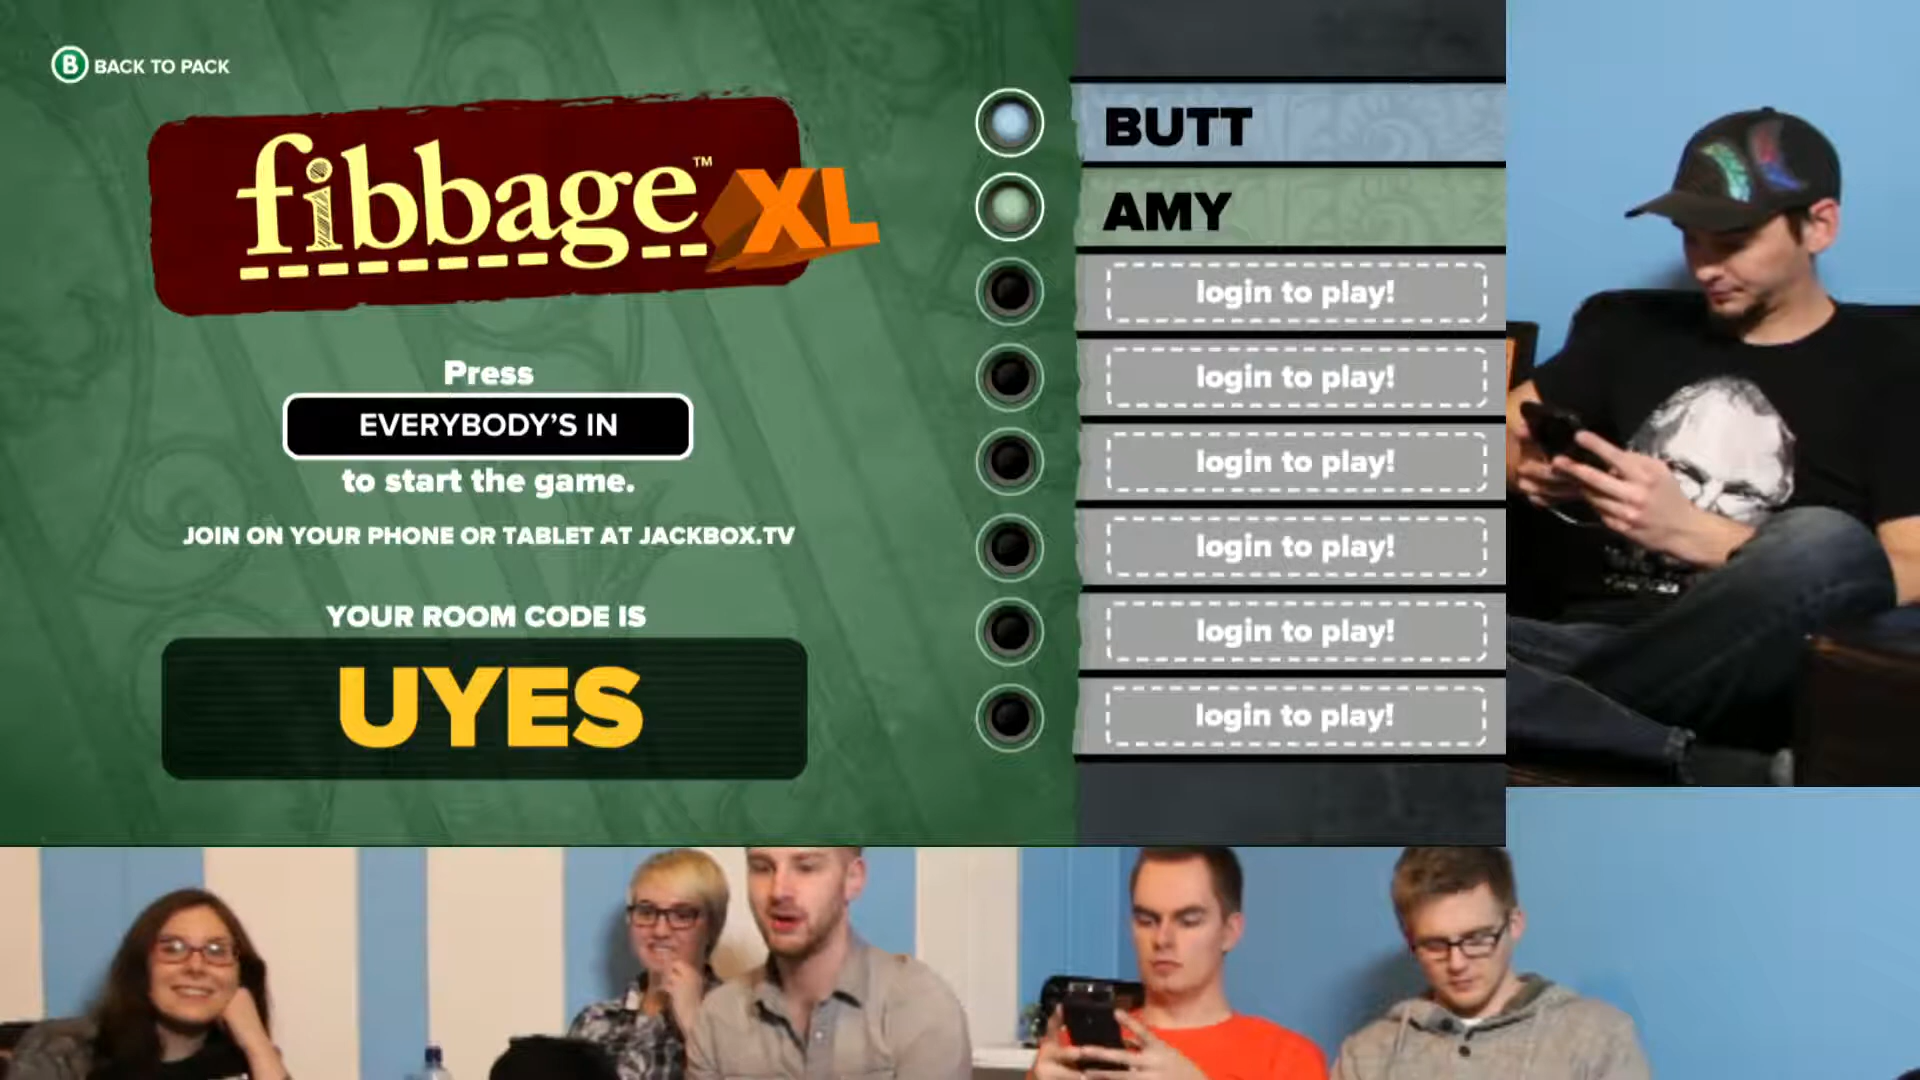 B BACK TO PACK
fibbage™ XL
Press
EVERYBODY'S IN
to start the game.
JOIN ON YOUR PHONE OR TABLET AT JACKBOX.TV
YOUR ROOM CODE IS
UYES
BUTT
AMY
login to play!
login to play!
login to play!
login to play!
login to play!
login to play!